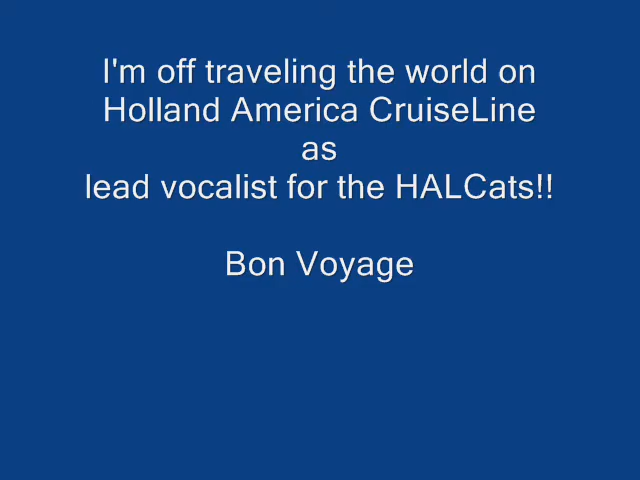 I'm off traveling the world on
Holland America CruiseLine
as
lead vocalist for the HALCats!!
Bon Voyage